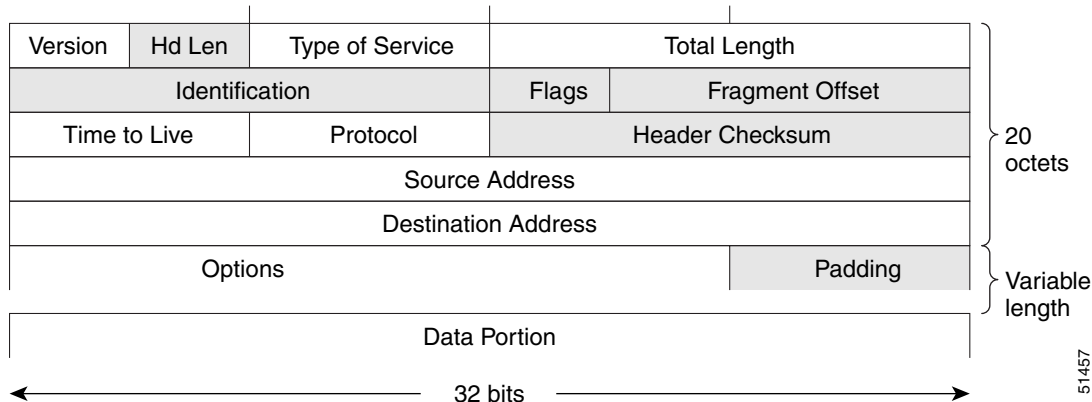 Version Hd Len Type of Service Total Length
Identification Flags Fragment Offset
Time to Live Protocol Header Checksum
20
octets
Source Address
Destination Address
Options Padding
Variable
length
Data Portion
32 bits
51457